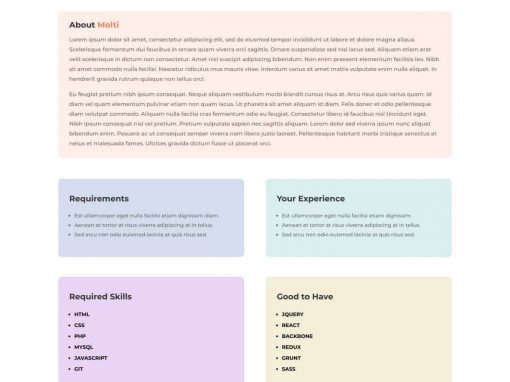 About Molti
Lorem ipsum dolor sit amet, consectetur adipiscing elit, sed do eiusmod tempor incididunt ut labore et dolore magna aliqua.
Scelerisque fermentum dui faucibus in ornare quam viverra orci sagittis. Ornare suspendisse sed nisi lacus sed. Aliquam etiam erat
velit scelerisque in dictum non consectetur. Amet nisl suscipit adipiscing bibendum. Non enim praesent elementum facilisis leo. Nibh
sit amet commodo nulla facilisi. Nascetur ridiculus mus mauris vitae. Interdum varius sit amet mattis vulputate enim nulla aliquet. In
hendrerit gravida rutrum quisque non tellus orci.
Eu feugiat pretium nibh ipsum consequat. Neque aliquam vestibulum morbi blandit cursus risus at. Arcu risus quis varius quam. Id
diam vel quam elementum pulvinar etiam non quam lacus. Ut pharetra sit amet aliquam id diam. Felis donec et odio pellentesque
diam volutpat commodo. Aliquam nulla facilisi cras fermentum odio eu feugiat. Consectetur libero id faucibus nisl tincidunt eget.
Nibh ipsum consequat nisl vel pretium. Pretium vulputate sapien nec sagittis aliquam. Lorem dolor sed viverra ipsum nunc aliquet
bibendum enim. Posuere ac ut consequat semper viverra nam libero justo laoreet. Pellentesque habitant morbi tristique senectus et
netus et malesuada fames. Ultrices gravida dictum fusce ut placerat orci.
Requirements
Est ullamcorper eget nulla facilisi etiam dignissim diam.
Aenean et tortor at risus viverra adipiscing at in tellus.
Sed arcu non odio euismod lacinia at quis risus sed.
Your Experience
Est ullamcorper eget nulla facilisi etiam dignissim.
Aenean et tortor at risus viverra adipiscing at in.
Sed arcu non odio euismod lacinia at quis risus.
Required Skills
HTML
CSS
PHP
MYSQL
JAVASCRIPT
GIT
Good to Have
JQUERY
REACT
BACKBONE
REDUX
GRUNT
SASS